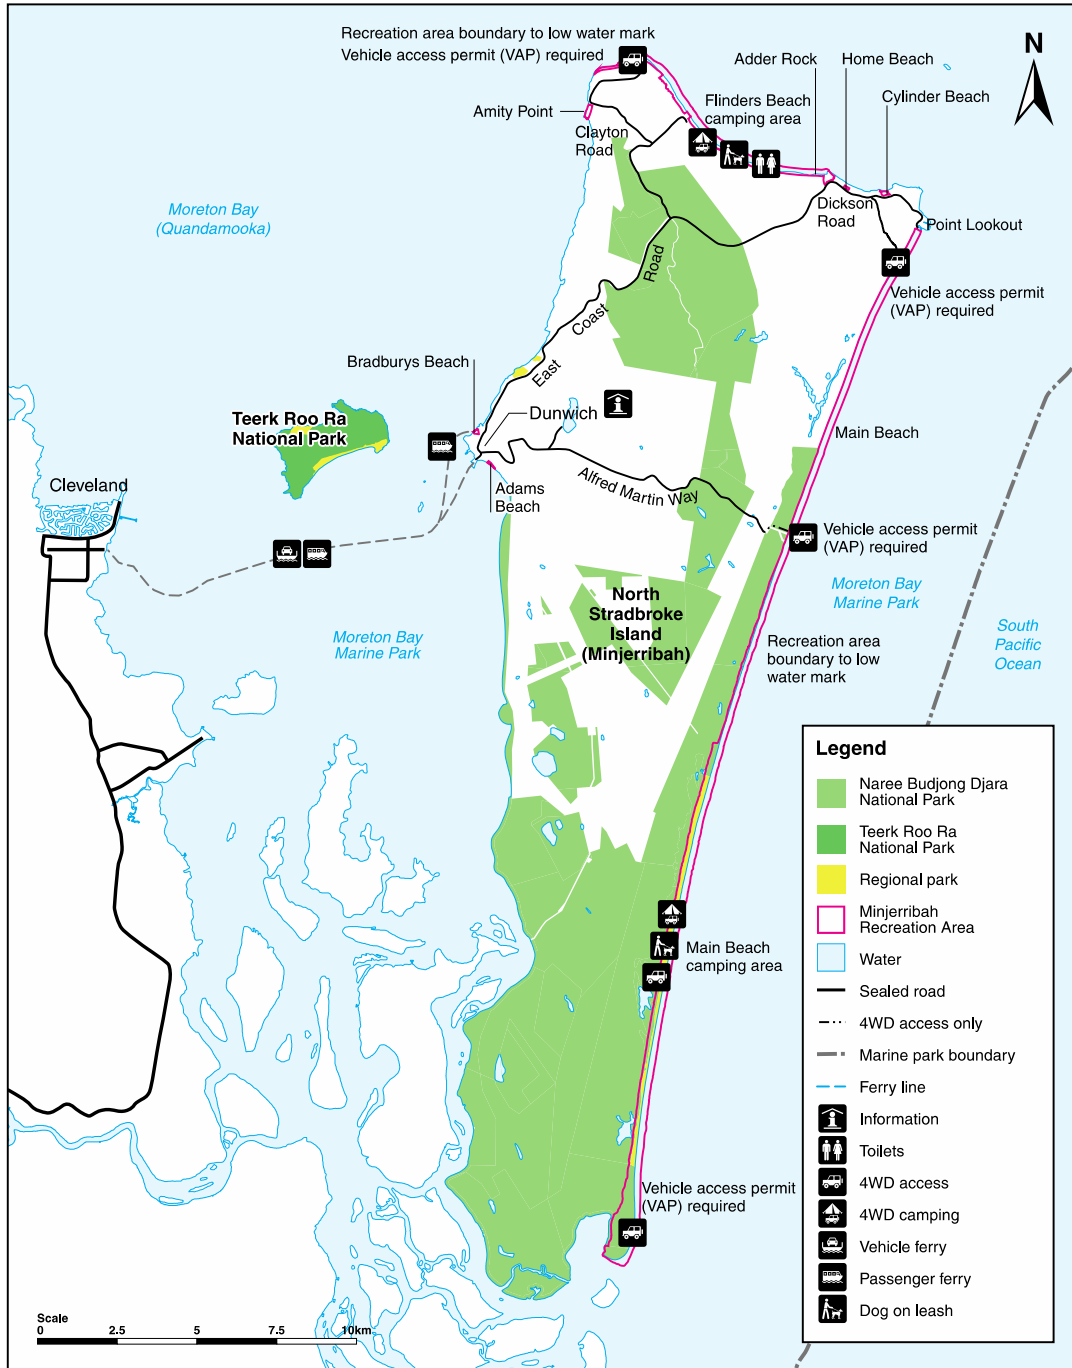 Recreation area boundary to low water mark
Vehicle access permit (VAP) required
Adder Rock
Home Beach
N
Flinders Beach
camping area
Cylinder Beach
Amity Point
Clayton
Road
Moreton Bay
(Quandamooka)
Dickson
Road
Point Lookout
Road
Coast
East
Vehicle access permit
(VAP) required
Bradburys Beach
Teerk Roo Ra
National Park
Dunwich
Main Beach
Cleveland
Adams
Beach
Alfred Martin Way
Vehicle access permit
(VAP) required
North
Stradbroke
Island
(Minjerribah)
Moreton Bay
Marine Park
Moreton Bay
Marine Park
South
Pacific
Ocean
Recreation area
boundary to low
water mark
Main Beach
camping area
Vehicle access permit
(VAP) required
Legend
Naree Budjong Djara
National Park
Teerk Roo Ra
National Park
Regional park
Minjerribah
Recreation Area
Water
Sealed road
4WD access only
Marine park boundary
Ferry line
Information
Toilets
4WD access
4WD camping
Vehicle ferry
Passenger ferry
Dog on leash
Scale
0 2.5 5 7.5 10km